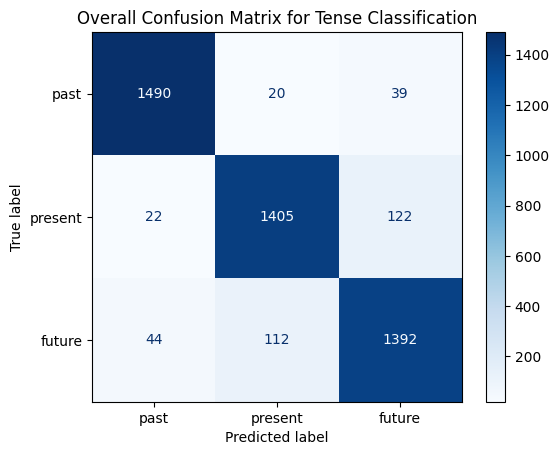 Overall Confusion Matrix for Tense Classification
True label
past
1490 20 39
present
22 1405 122
future
44 112 1392
past present future
Predicted label
1400
1200
1000
800
600
400
200